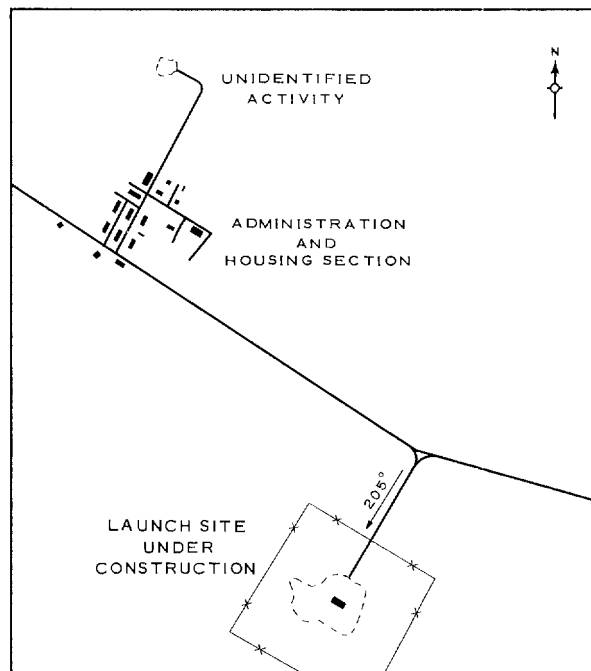 N
UNIDENTIFIED
ACTIVITY
ADMINISTRATION
AND
HOUSING SECTION
205°
LAUNCH SITE
UNDER
CONSTRUCTION